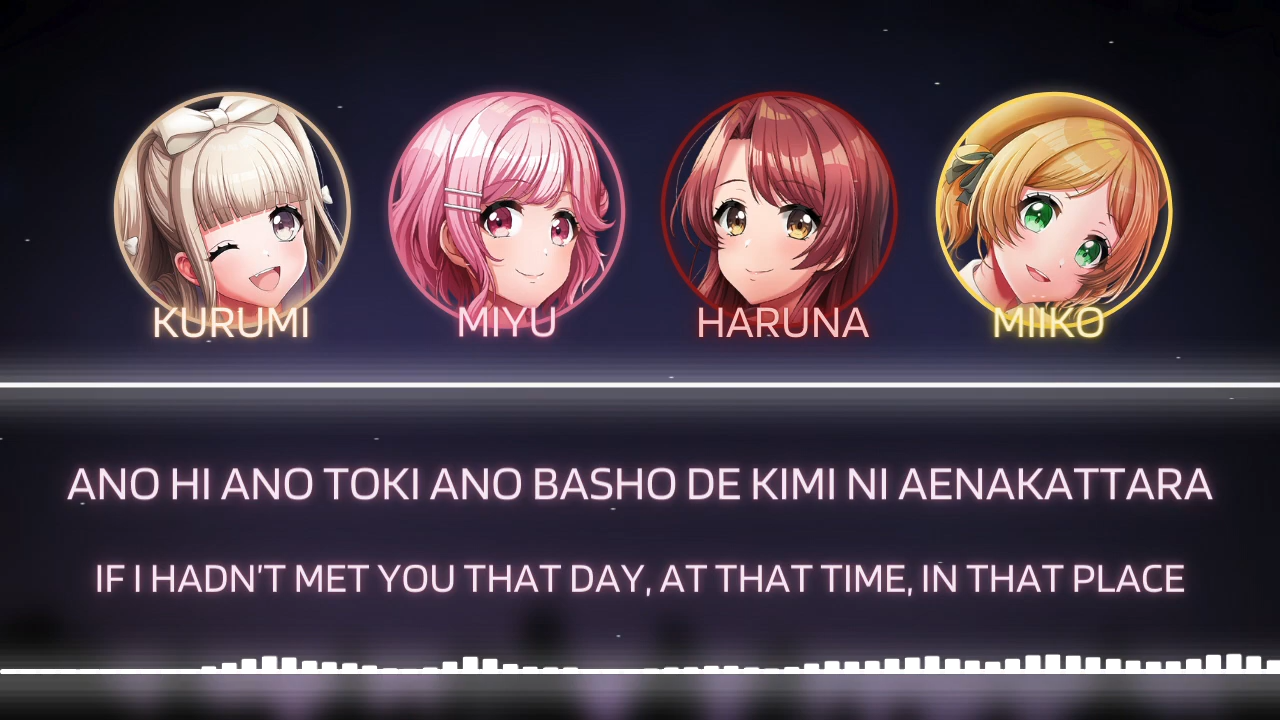 KURUMI MIYU HARUNA MIIKO
ANO HI ANO TOKI ANO BASHO DE KIMI NI AENAKATTARA
IF I HADN'T MET YOU THAT DAY, AT THAT TIME, IN THAT PLACE